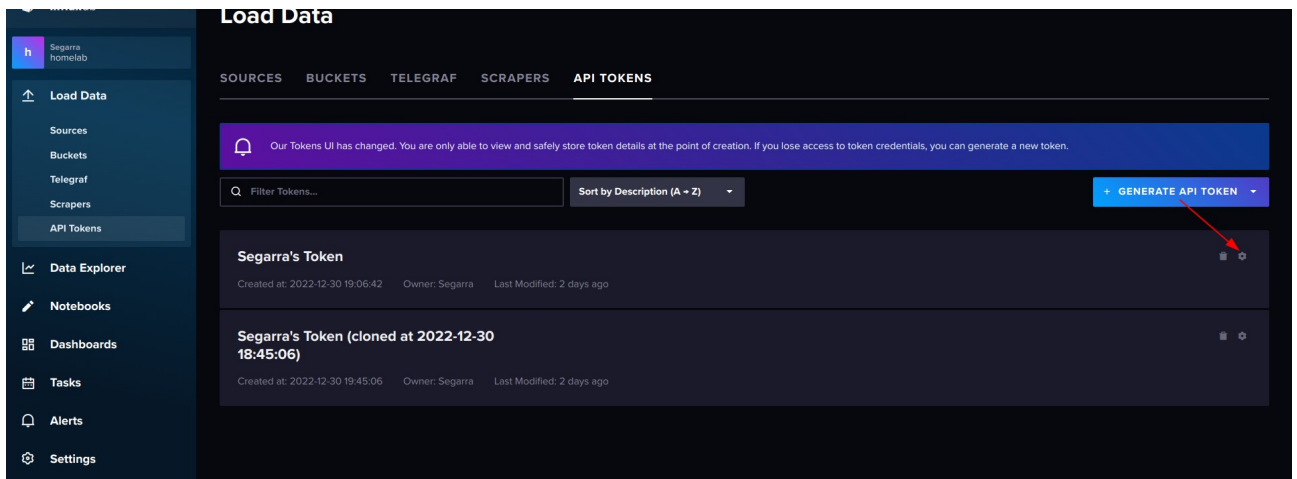 Load Data
h
Segarra
homelab
Load Data
Sources
Buckets
Telegraf
Scrapers
API Tokens
Data Explorer
Notebooks
Dashboards
Tasks
Alerts
Settings
SOURCES BUCKETS TELEGRAF SCRAPERS API TOKENS
Our Tokens UI has changed. You are only able to view and safely store token details at the point of creation. If you lose access to token credentials, you can generate a new token.
Filter Tokens...
Sort by Description (A → Z)
+ GENERATE API TOKEN
Segarra's Token
Created at: 2022-12-30 19:06:42 Owner: Segarra Last Modified: 2 days ago
Segarra's Token (cloned at 2022-12-30
18:45:06)
Created at: 2022-12-30 19:45:06 Owner: Segarra Last Modified: 2 days ago